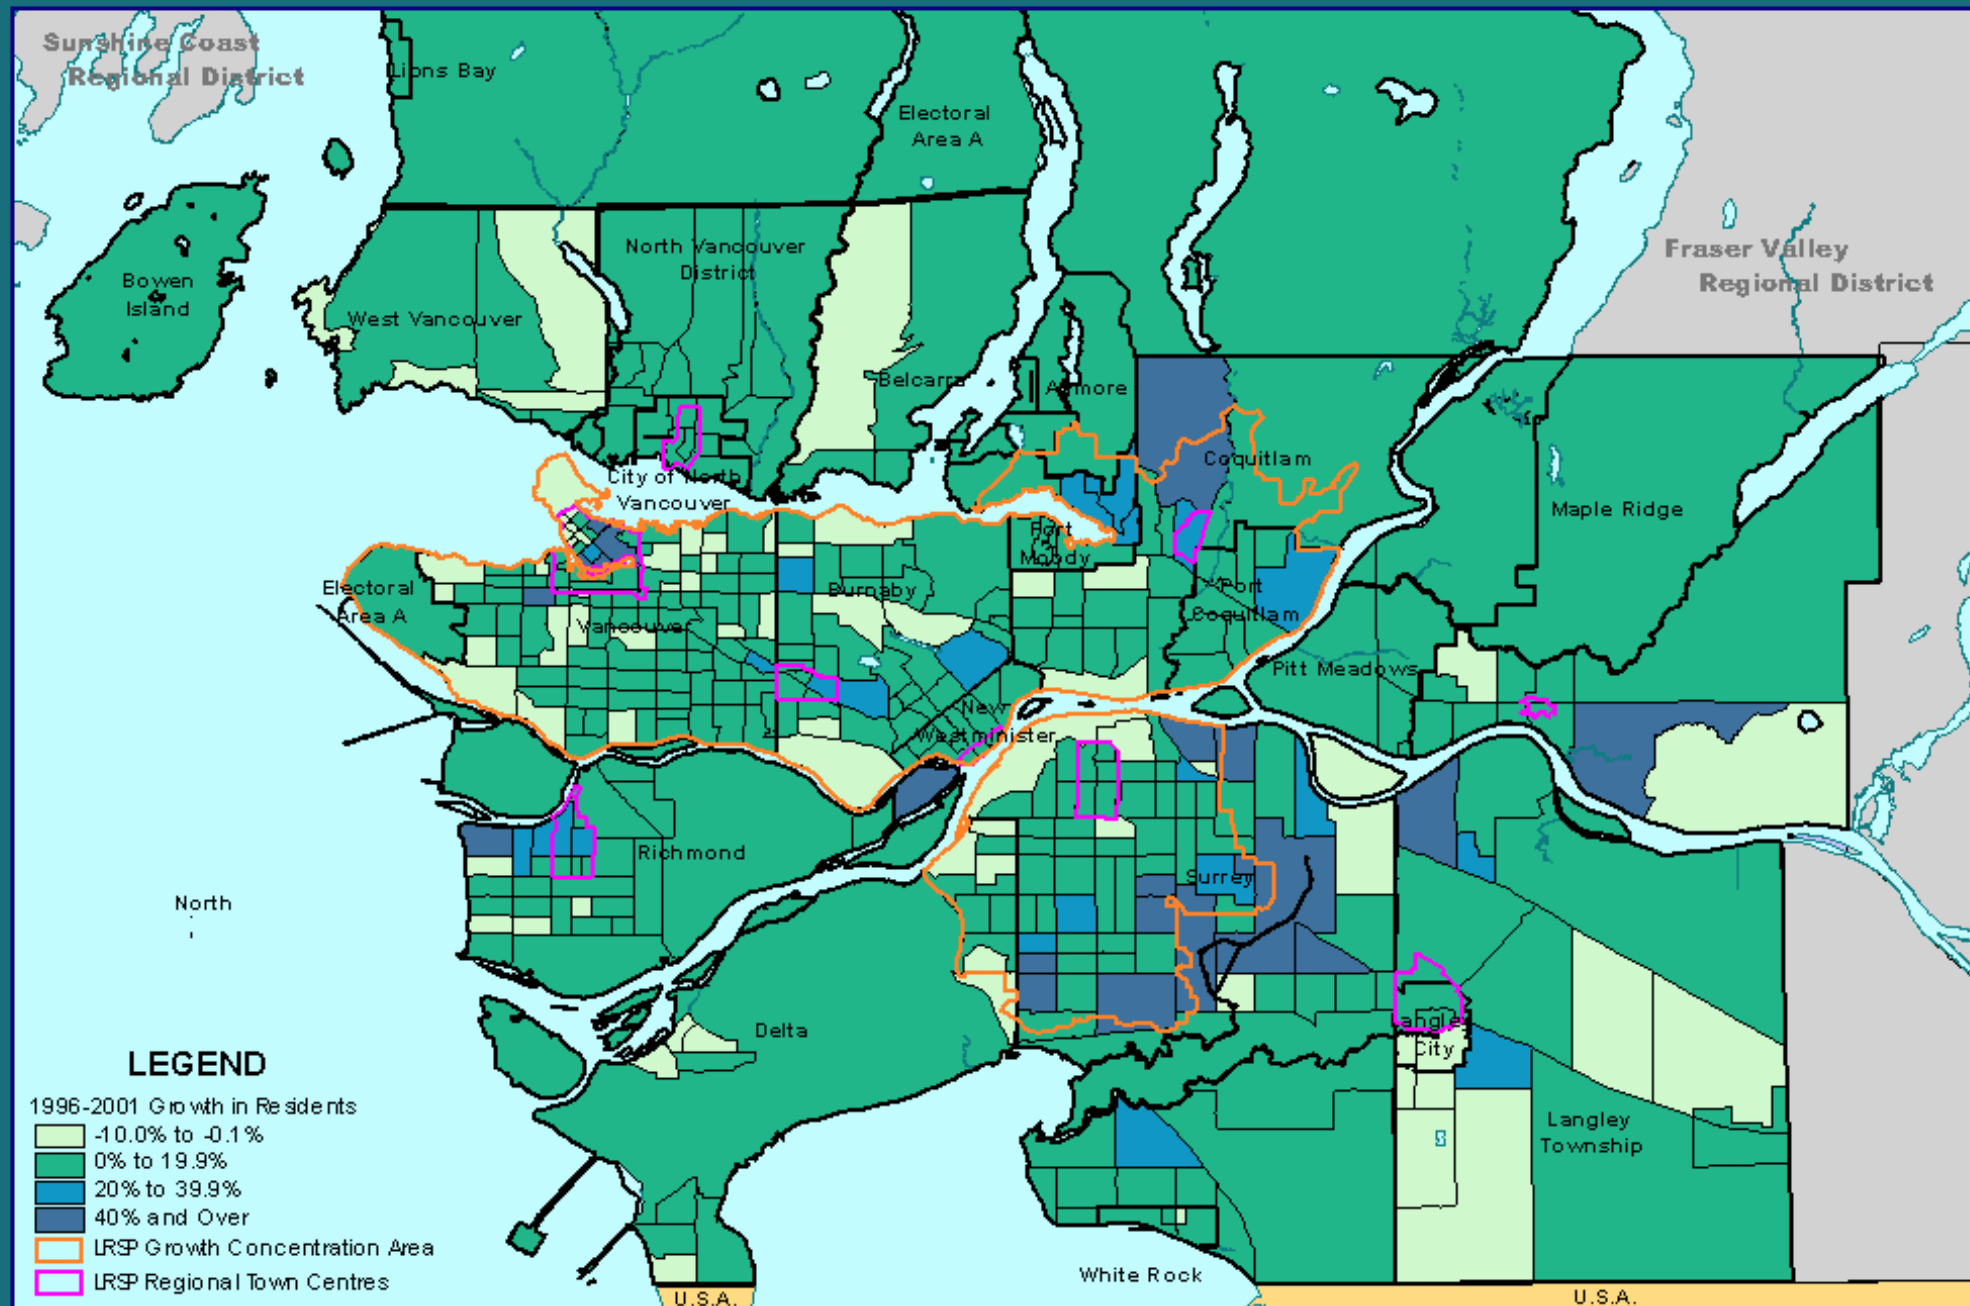 Sunshine Coast
Regional District
Lions Bay
Electoral
Area A
Bowen
Island
North Vancouver
District
West Vancouver
Fraser Valley
Regional District
Belcarra
Anmore
Coquitlam
City of North
Vancouver
Maple Ridge
Port
Moody
Electoral
Area A
Burnaby
Port
Coquitlam
Vancouver
Pitt Meadows
New
Westminister
Richmond
Surrey
North
Delta
Langley
City
Langley
Township
White Rock
LEGEND
1996-2001 Growth in Residents
-10.0% to -0.1%
0% to 19.9%
20% to 39.9%
40% and Over
LRSP Growth Concentration Area
LRSP Regional Town Centres
U.S.A.
U.S.A.